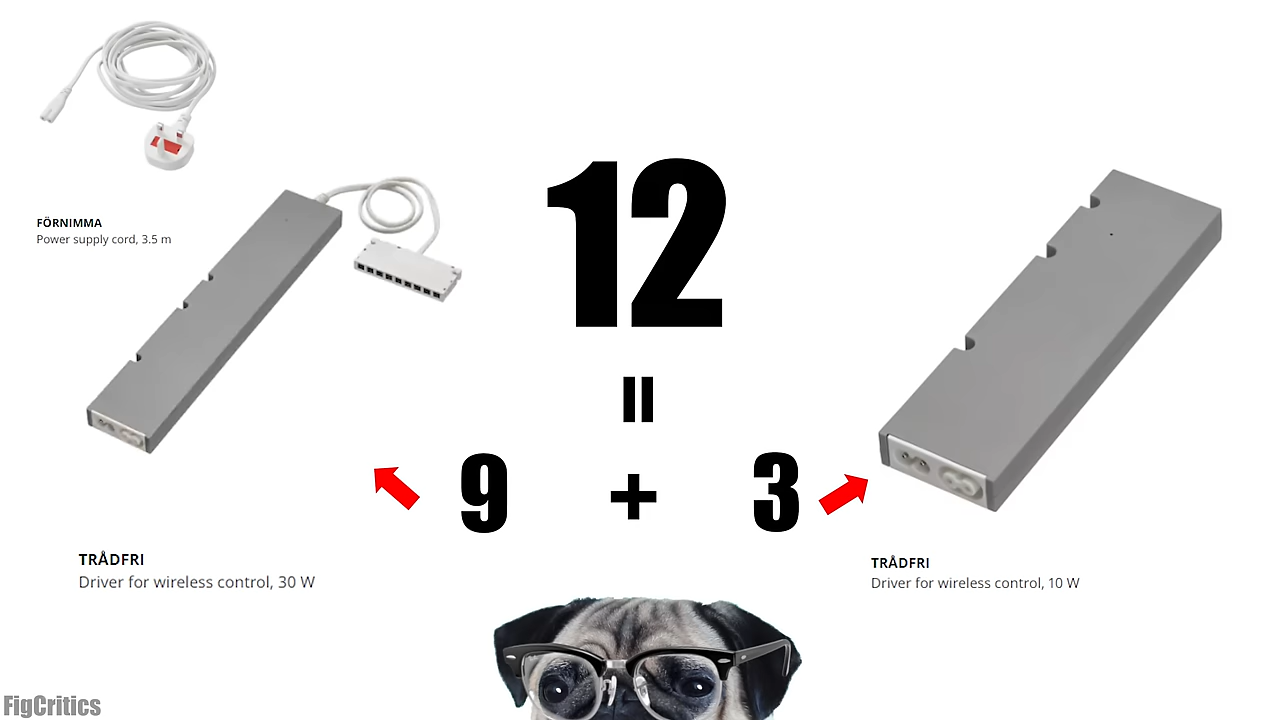 FÖRNIMMA
Power supply cord, 3.5 m
12
=
9 + 3
TRÅDFRI
Driver for wireless control, 30 W
TRÅDFRI
Driver for wireless control, 10 W
FigCritics